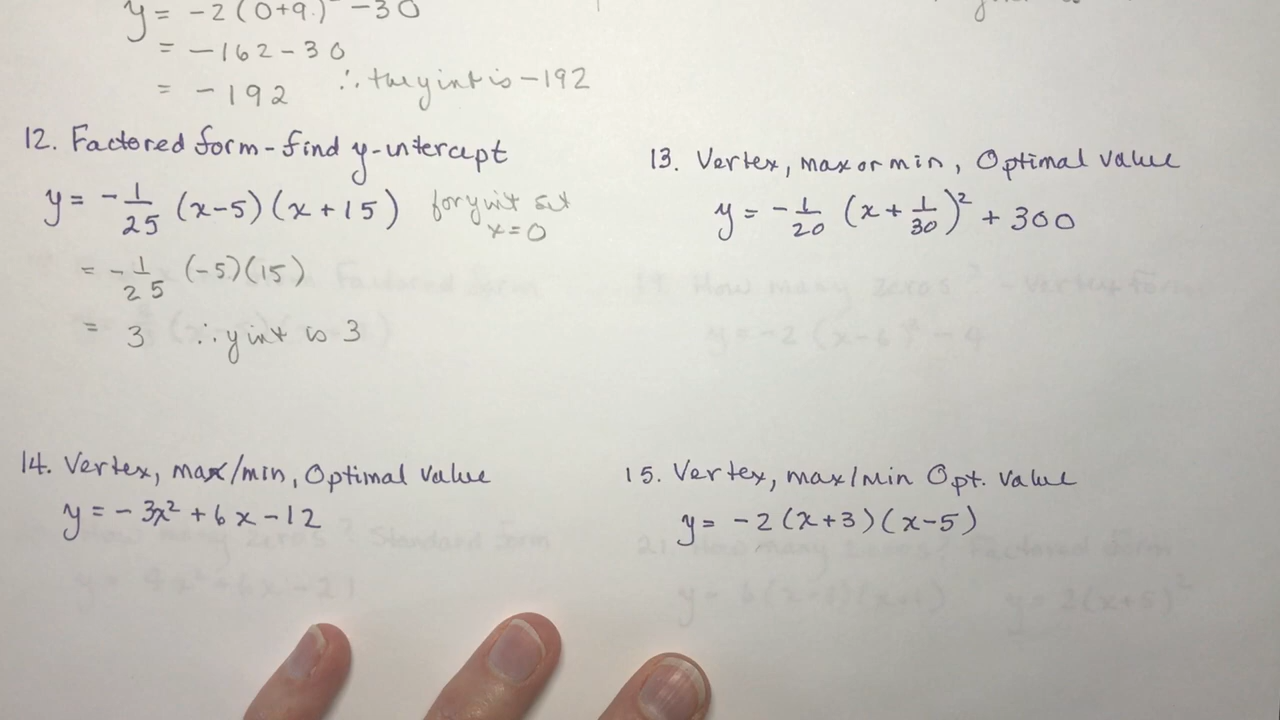 y = -2(0+9)² -30
= -162-30
= -192 ∴ the y int is -192
12. Factored form - find y-intercept
y = -1/25 (x-5)(x+15) for y int set x=0
= -1/25 (-5)(15)
= 3 ∴ y int is 3
13. Vertex, max or min, Optimal value
y = -1/20 (x + 1/30)² + 300
14. Vertex, max/min, Optimal value
y = -3x² + 6x - 12
15. Vertex, max/min Opt. value
y = -2(x+3)(x-5)